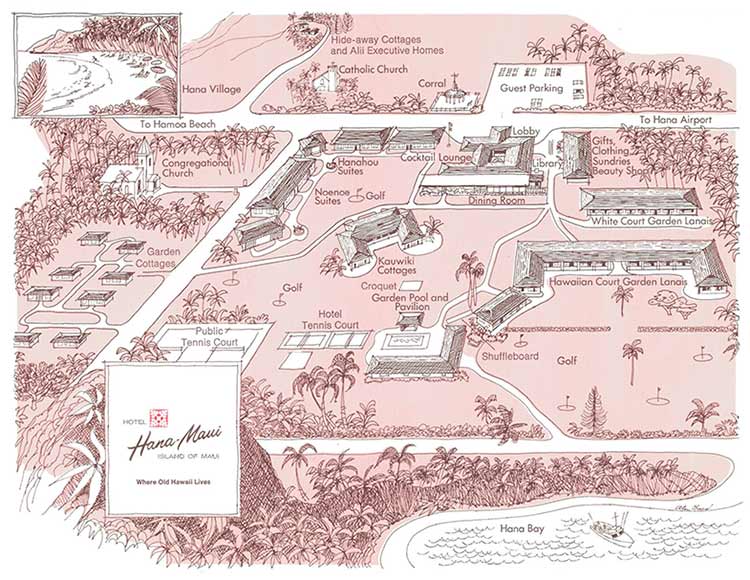 Hide-away Cottages
and Alii Executive Homes
Catholic Church
Hana Village
Corral
Guest Parking
To Hamoa Beach
To Hana Airport
Lobby
Congregational
Church
Hanahou
Suites
Cocktail Lounge
Library
Gifts,
Clothing,
Sundries
Beauty Shop
Noenoe
Suites
Golf
Dining Room
White Court Garden Lanais
Garden
Cottages
Kauwiki
Cottages
Hawaiian Court Garden Lanais
Golf
Croquet
Garden Pool and
Pavilion
Hotel
Tennis Court
Public
Tennis Court
Shuffleboard
Golf
HOTEL
Hana-Maui
ISLAND OF MAUI
Where Old Hawaii Lives
Hana Bay